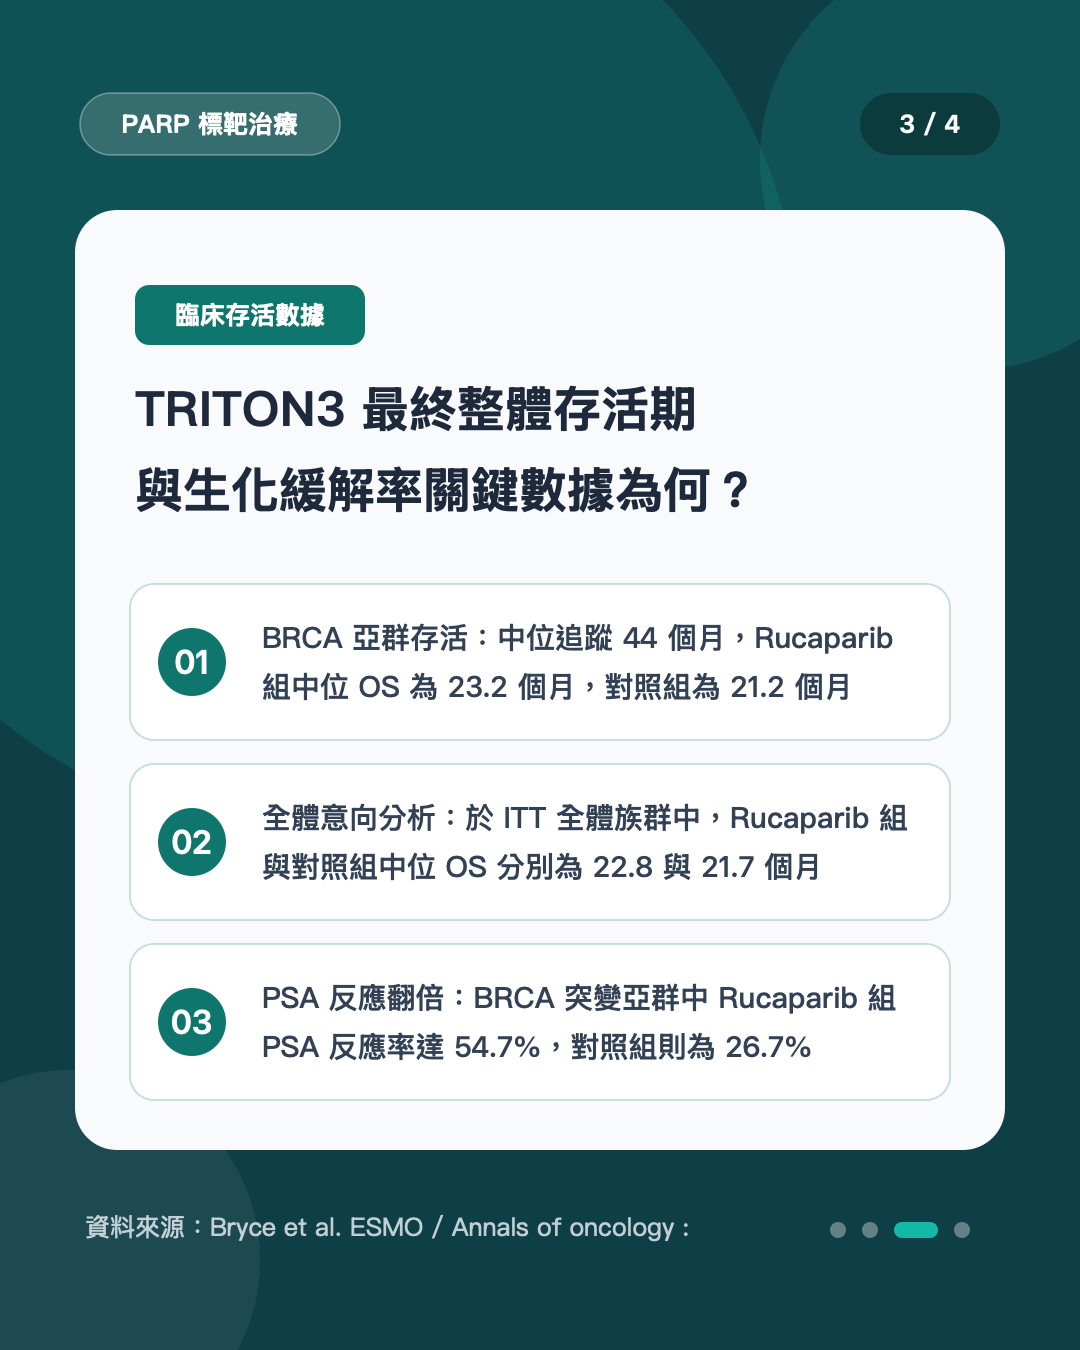 PARP 標靶治療
3 / 4
臨床存活數據
TRITON3 最終整體存活期
與生化緩解率關鍵數據為何？
01
BRCA 亞群存活：中位追蹤 44 個月，Rucaparib
組中位 OS 為 23.2 個月，對照組為 21.2 個月
02
全體意向分析：於 ITT 全體族群中，Rucaparib 組
與對照組中位 OS 分別為 22.8 與 21.7 個月
03
PSA 反應翻倍：BRCA 突變亞群中 Rucaparib 組
PSA 反應率達 54.7%，對照組則為 26.7%
資料來源：Bryce et al. ESMO / Annals of oncology :